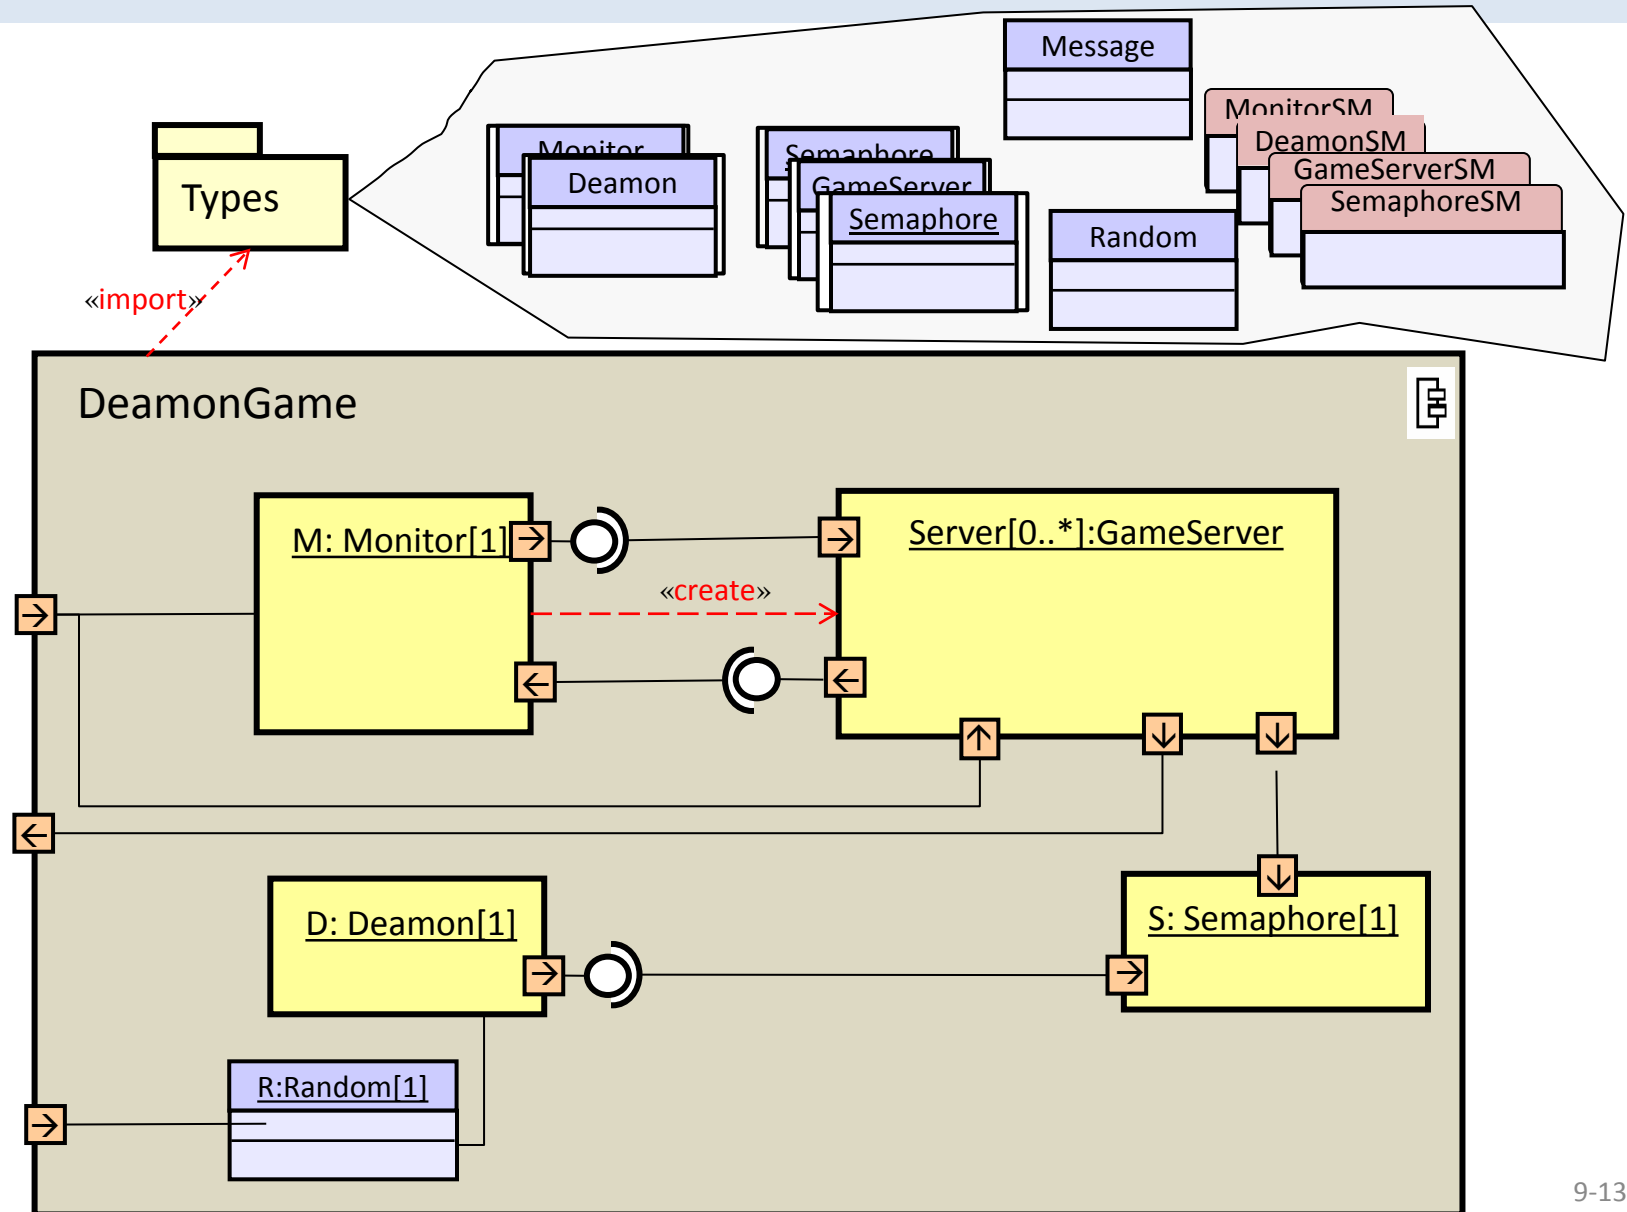 Message
MonitorSM
DeamonSM
GameServerSM
SemaphoreSM
Monitor
Deamon
Semaphore
GameServer
Semaphore
Random
Types
«import»
DeamonGame
M: Monitor[1]
Server[0..*]:GameServer
«create»
D: Deamon[1]
S: Semaphore[1]
R:Random[1]
9-13